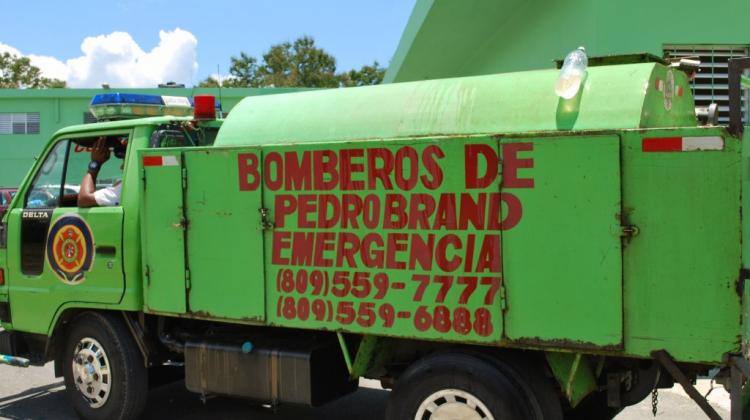 BOMBEROS DE
PEDRO BRAND
EMERGENCIA
(809)559-7777
(809)559-6888
DELTA